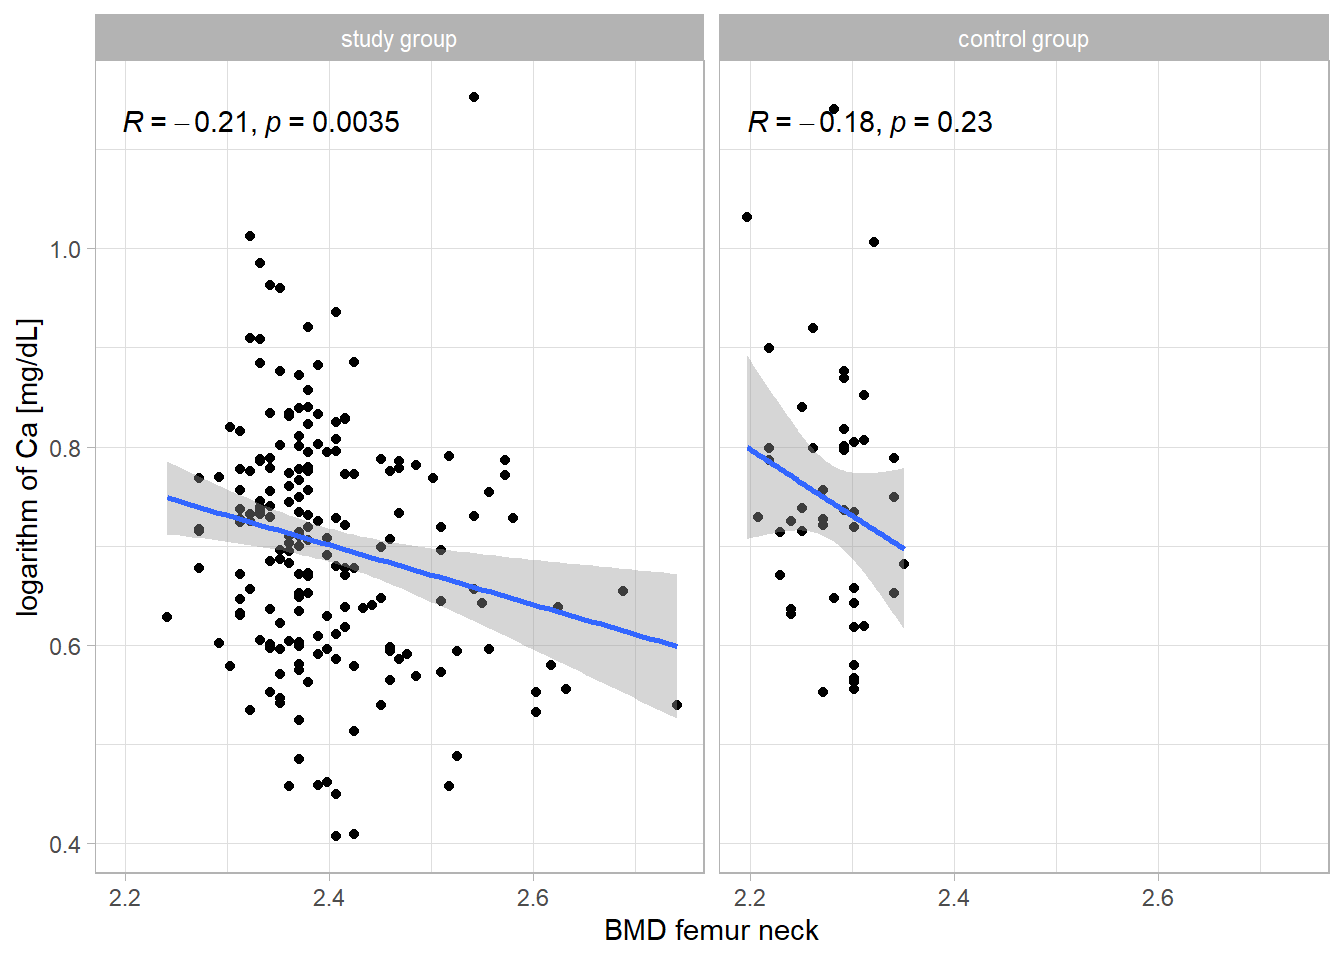 study group
control group
R = −0.21, p = 0.0035
R = −0.18, p = 0.23
1.0
0.8
0.6
0.4
logarithm of Ca [mg/dL]
2.2 2.4 2.6
2.2 2.4 2.6
BMD femur neck